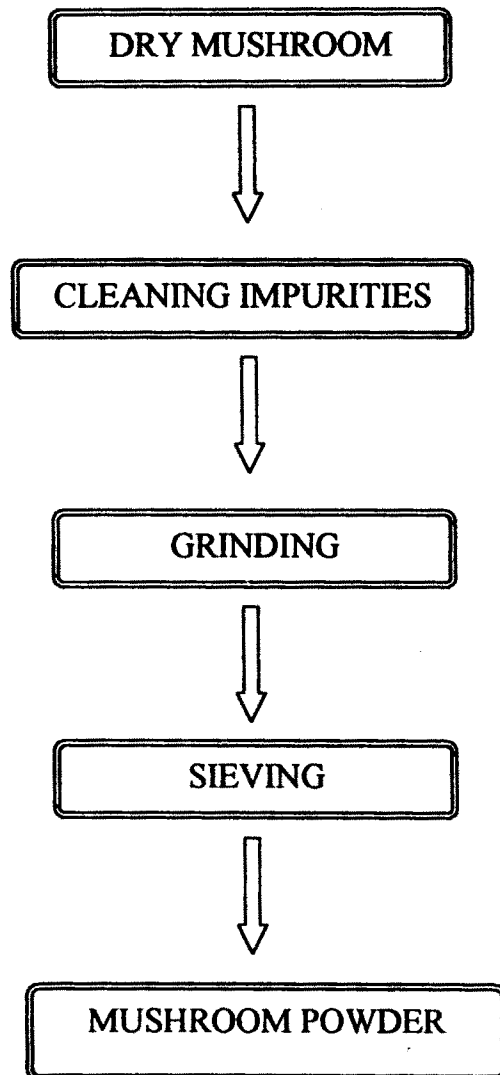 DRY MUSHROOM
CLEANING IMPURITIES
GRINDING
SIEVING
MUSHROOM POWDER